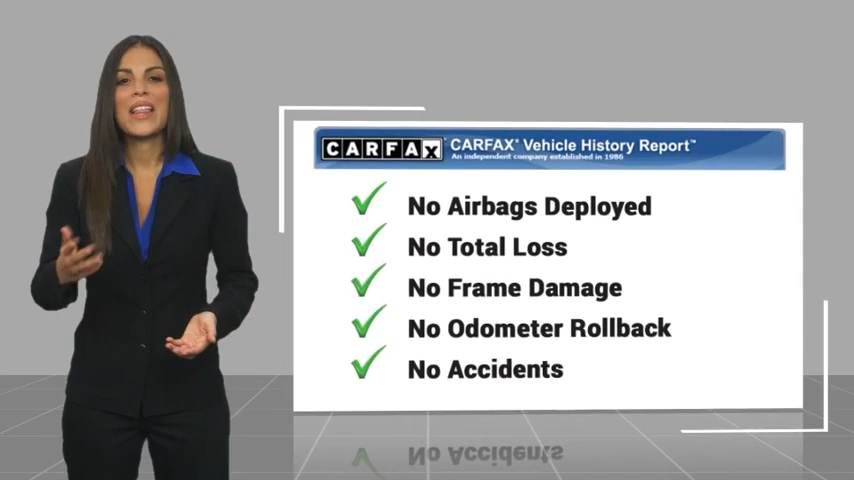 CARFAX
CARFAX® Vehicle History Report™
An independent company established in 1986
No Airbags Deployed
No Total Loss
No Frame Damage
No Odometer Rollback
No Accidents
No Accidents